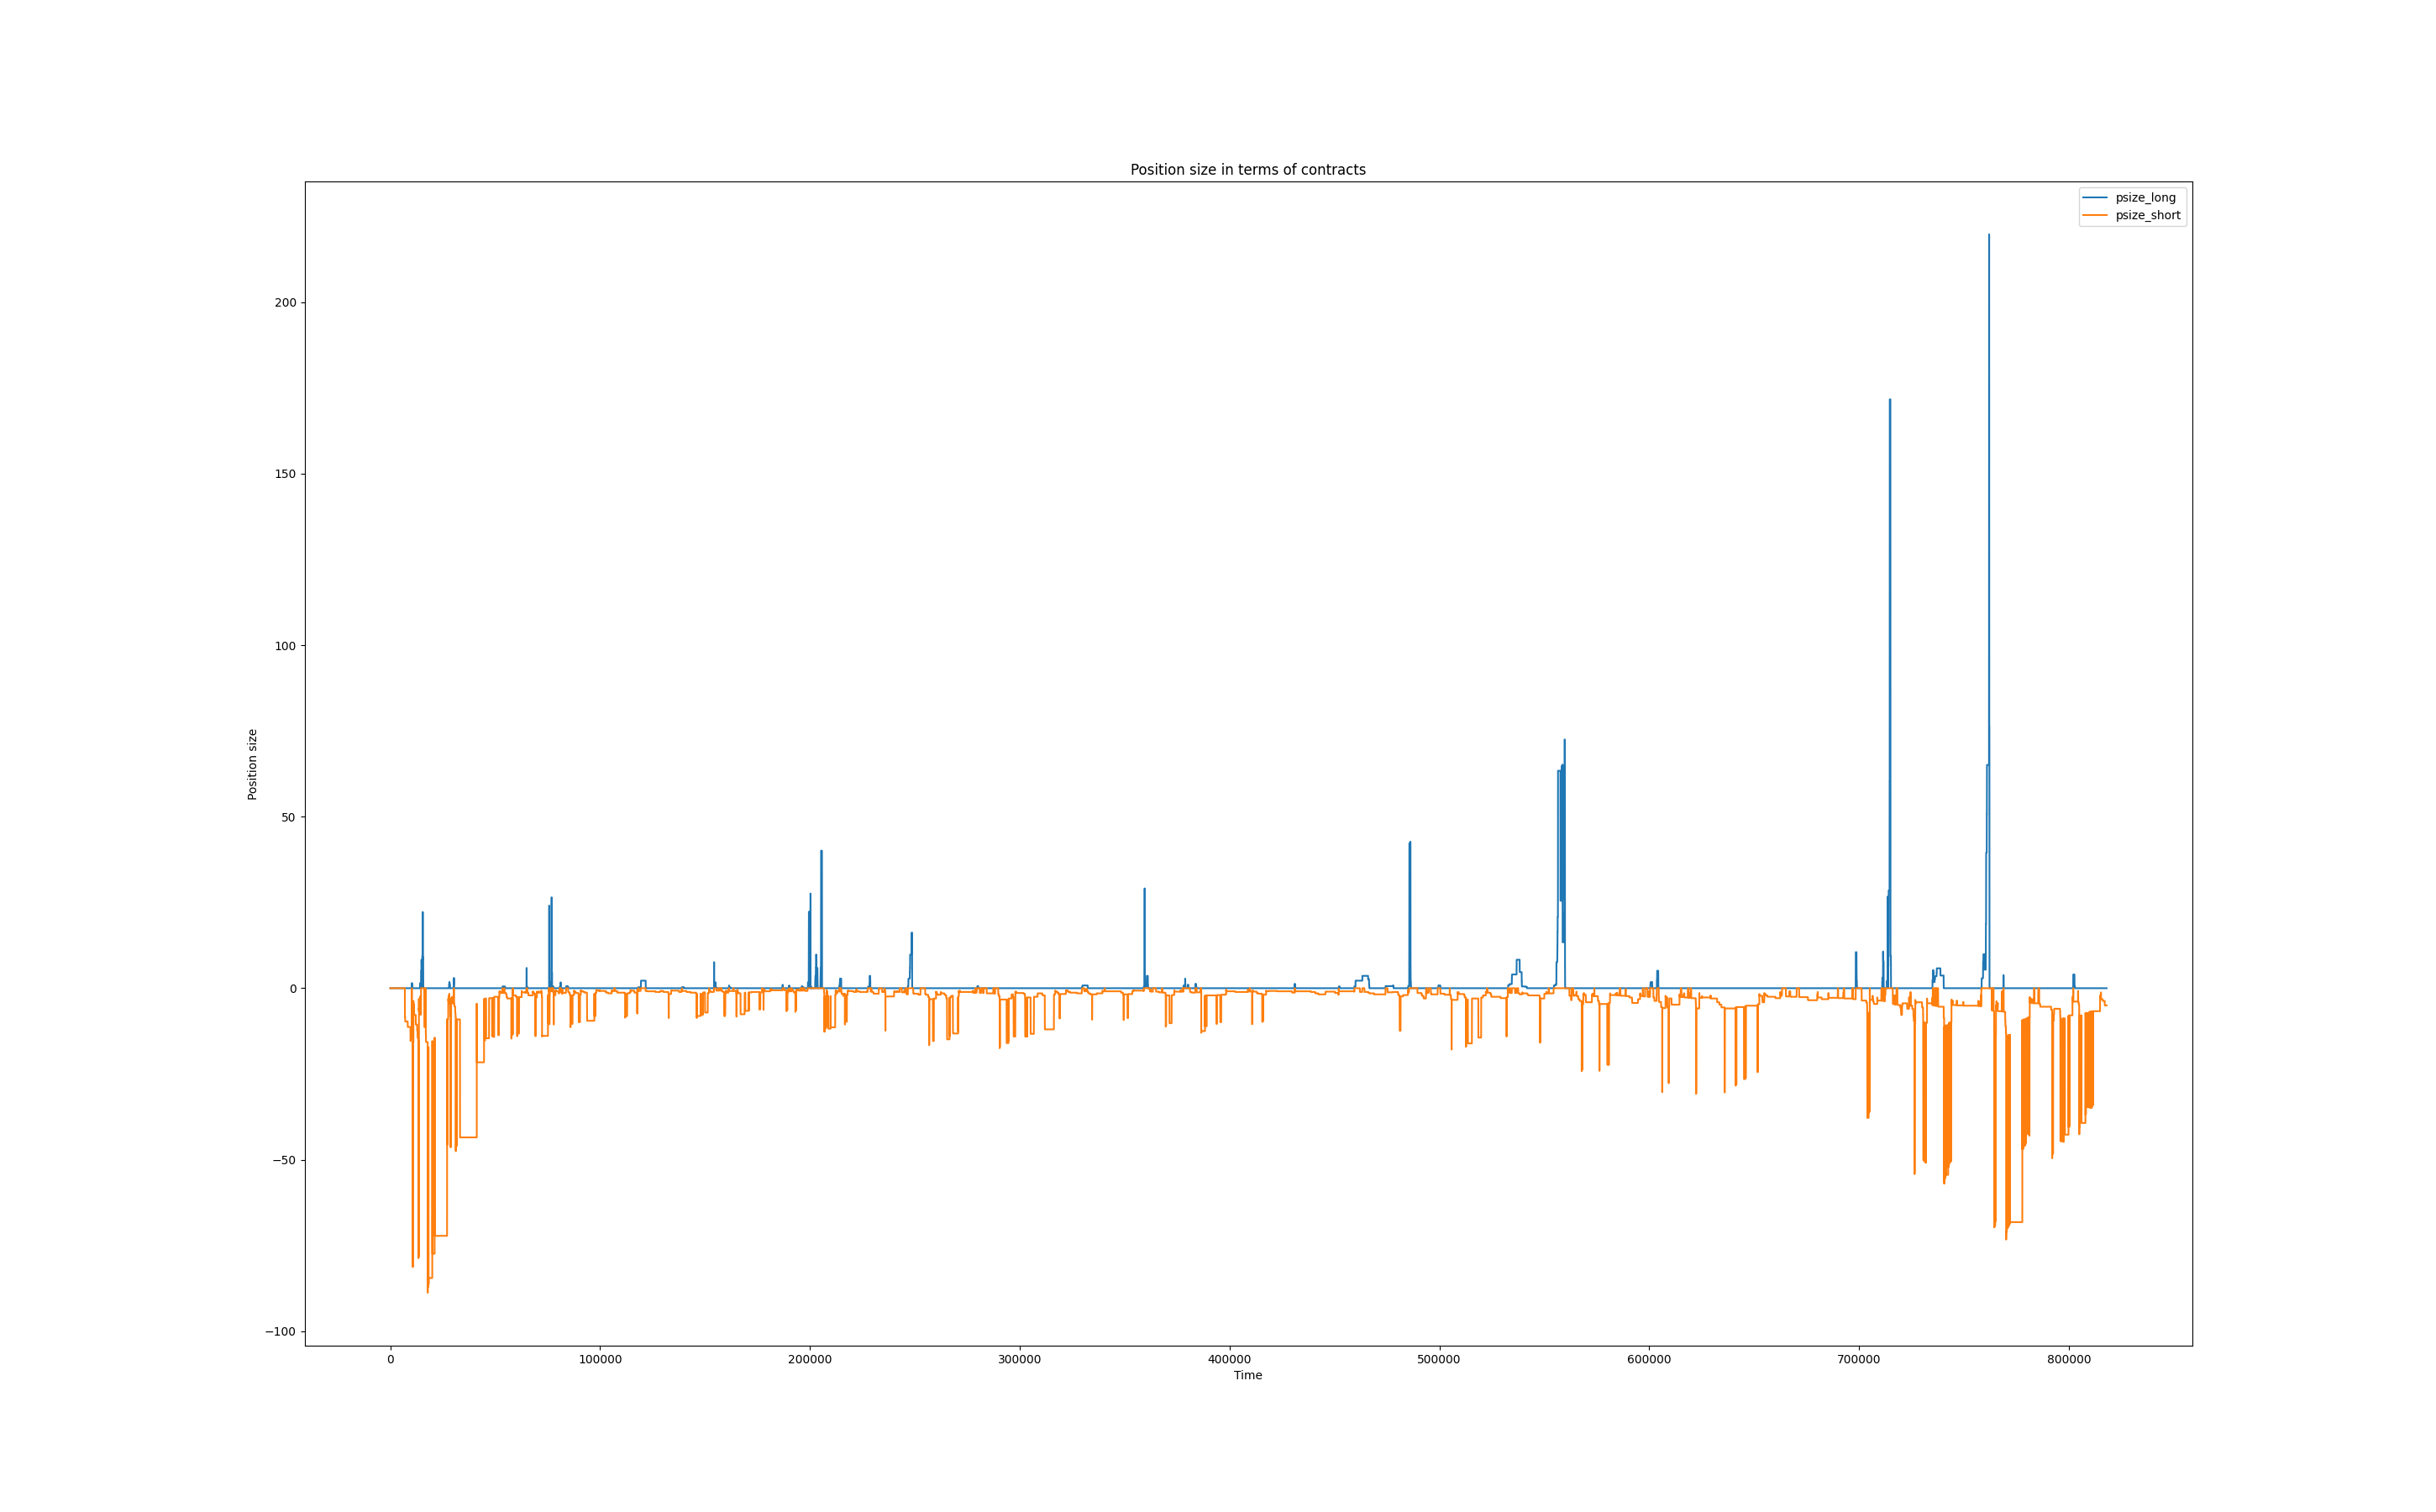 Position size in terms of contracts
psize_long
psize_short
Position size
200
150
100
50
0
−50
−100
0 100000 200000 300000 400000 500000 600000 700000 800000
Time